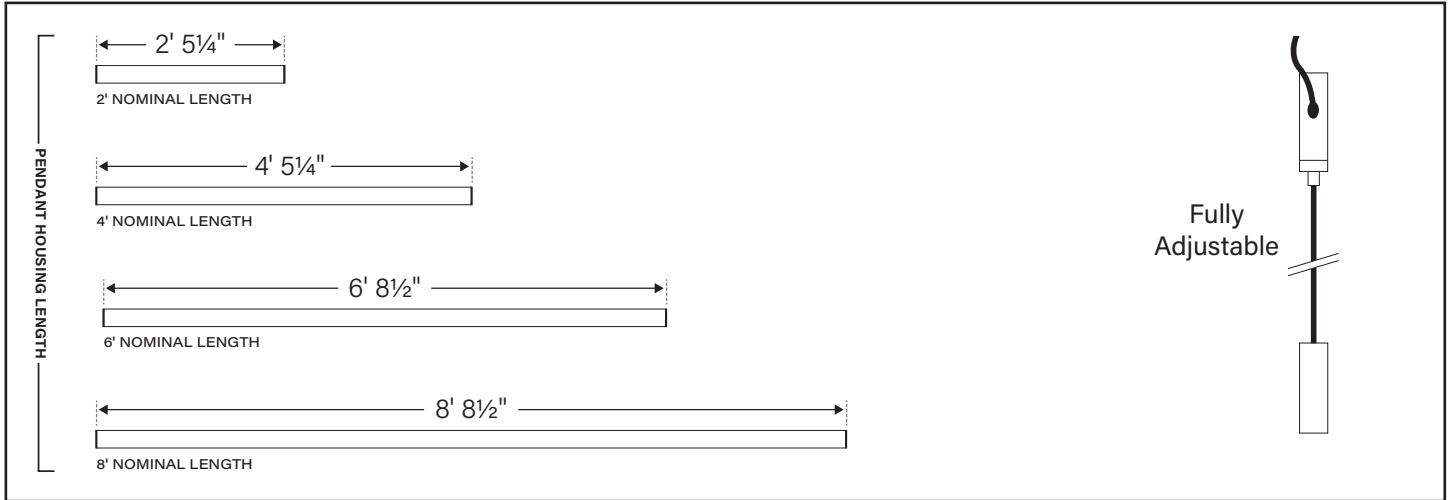 PENDANT HOUSING LENGTH
2' 5¼"
2' NOMINAL LENGTH
4' 5¼"
4' NOMINAL LENGTH
6' 8½"
6' NOMINAL LENGTH
8' 8½"
8' NOMINAL LENGTH
Fully
Adjustable